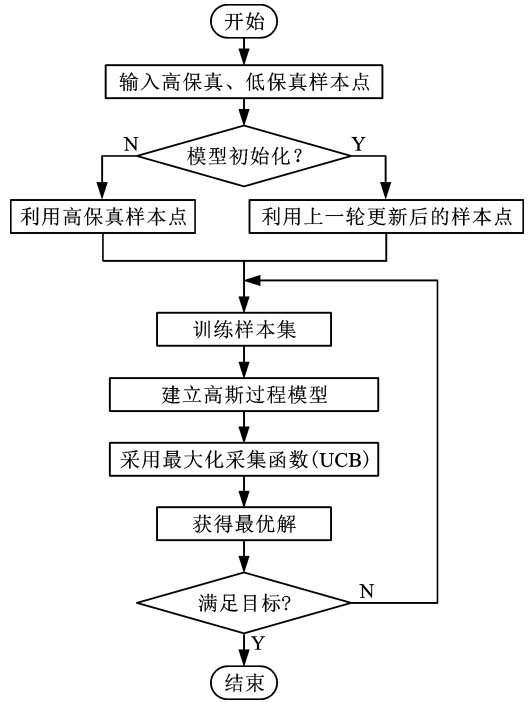 开始
输入高保真、低保真样本点
N
模型初始化？
Y
利用高保真样本点
利用上一轮更新后的样本点
训练样本集
建立高斯过程模型
采用最大化采集函数(UCB)
获得最优解
满足目标?
N
Y
结束